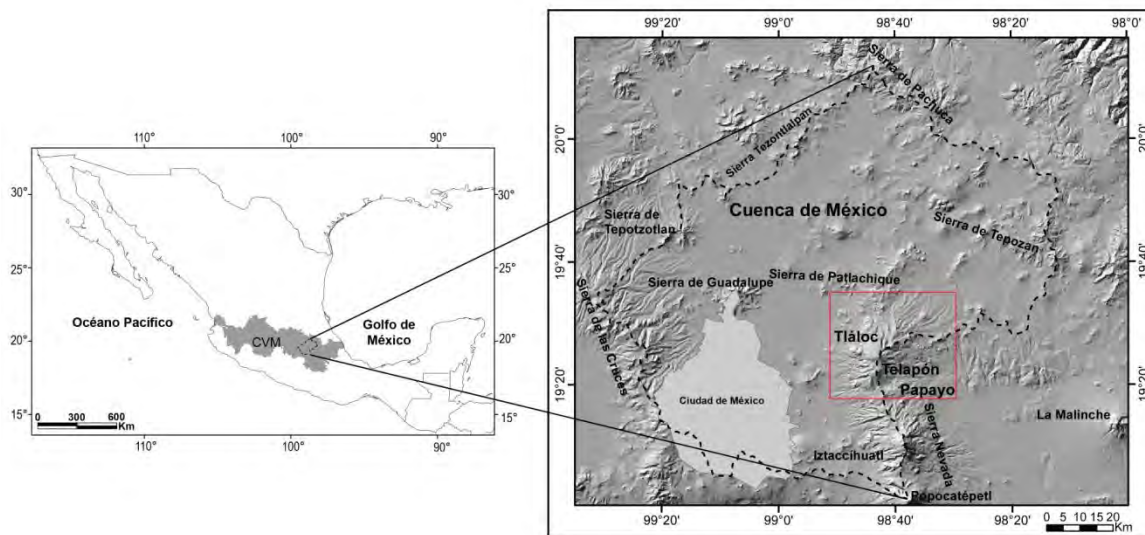 110°
100°
90°
30°
30°
25°
25°
20°
20°
15°
15°
Océano Pacífico
CVM
Golfo de
México
0 300 600
Km
110°
100°
90°
99°20'
99°0'
98°40'
98°20'
98°0'
20°0'
20°0'
19°40'
19°40'
19°20'
19°20'
Sierra de Pachuca
Sierra Tezontlalpan
Cuenca de México
Sierra de
Tepotzotlan
Sierra de Tepozan
Sierra de Guadalupe
Sierra de Patlachique
Sierra de las Cruces
Tláloc
Telapón
Papayo
Ciudad de México
La Malinche
Iztaccihuatl
Sierra Nevada
Popocatépetl
99°20'
99°0'
98°40'
98°20'
0 5 10 15 20
Km